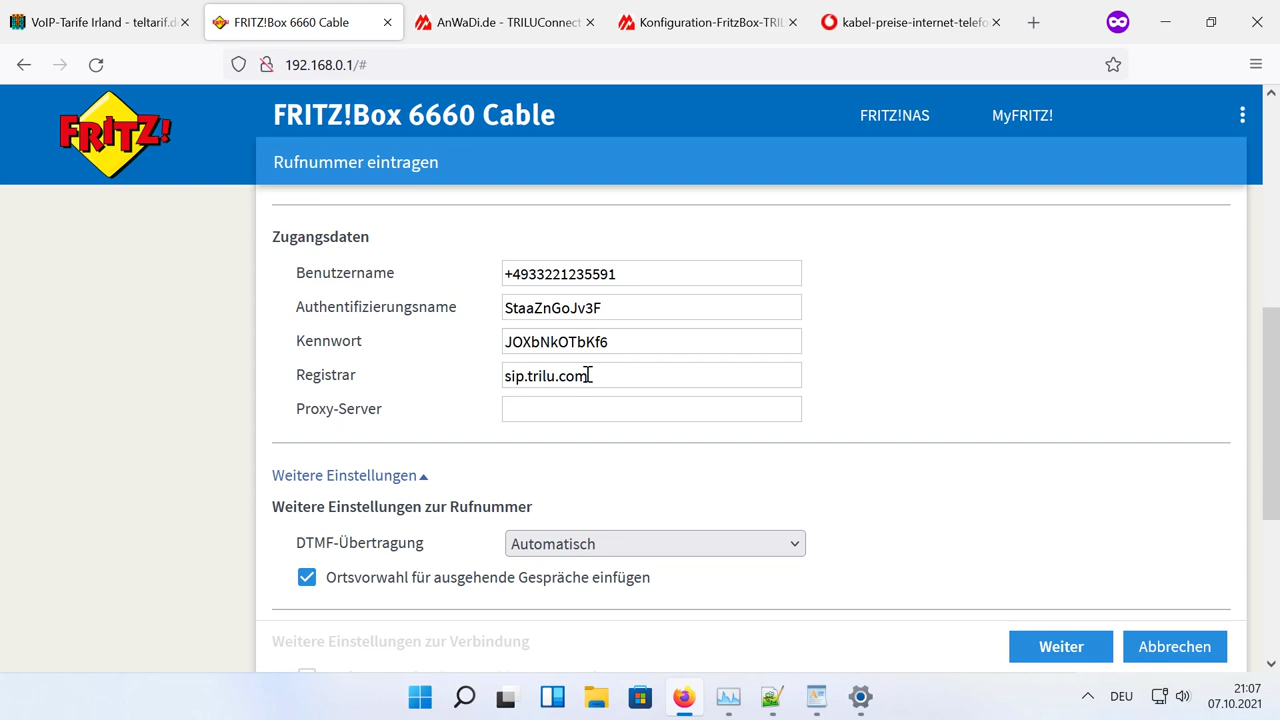 VoIP-Tarife Irland - teltarif.d
FRITZ!Box 6660 Cable
AnWaDi.de - TRILUConnect
Konfiguration-FritzBox-TRIL
kabel-preise-internet-telefo
192.168.0.1/#
FRITZ!
FRITZ!Box 6660 Cable
FRITZ!NAS
MyFRITZ!
Rufnummer eintragen
Zugangsdaten
Benutzername
+4933221235591
Authentifizierungsname
StaaZnGoJv3F
Kennwort
JOXbNkOTbKf6
Registrar
sip.trilu.com
Proxy-Server
Weitere Einstellungen
Weitere Einstellungen zur Rufnummer
DTMF-Übertragung
Automatisch
Ortsvorwahl für ausgehende Gespräche einfügen
Weitere Einstellungen zur Verbindung
Weiter
Abbrechen
DEU
21:07
07.10.2021